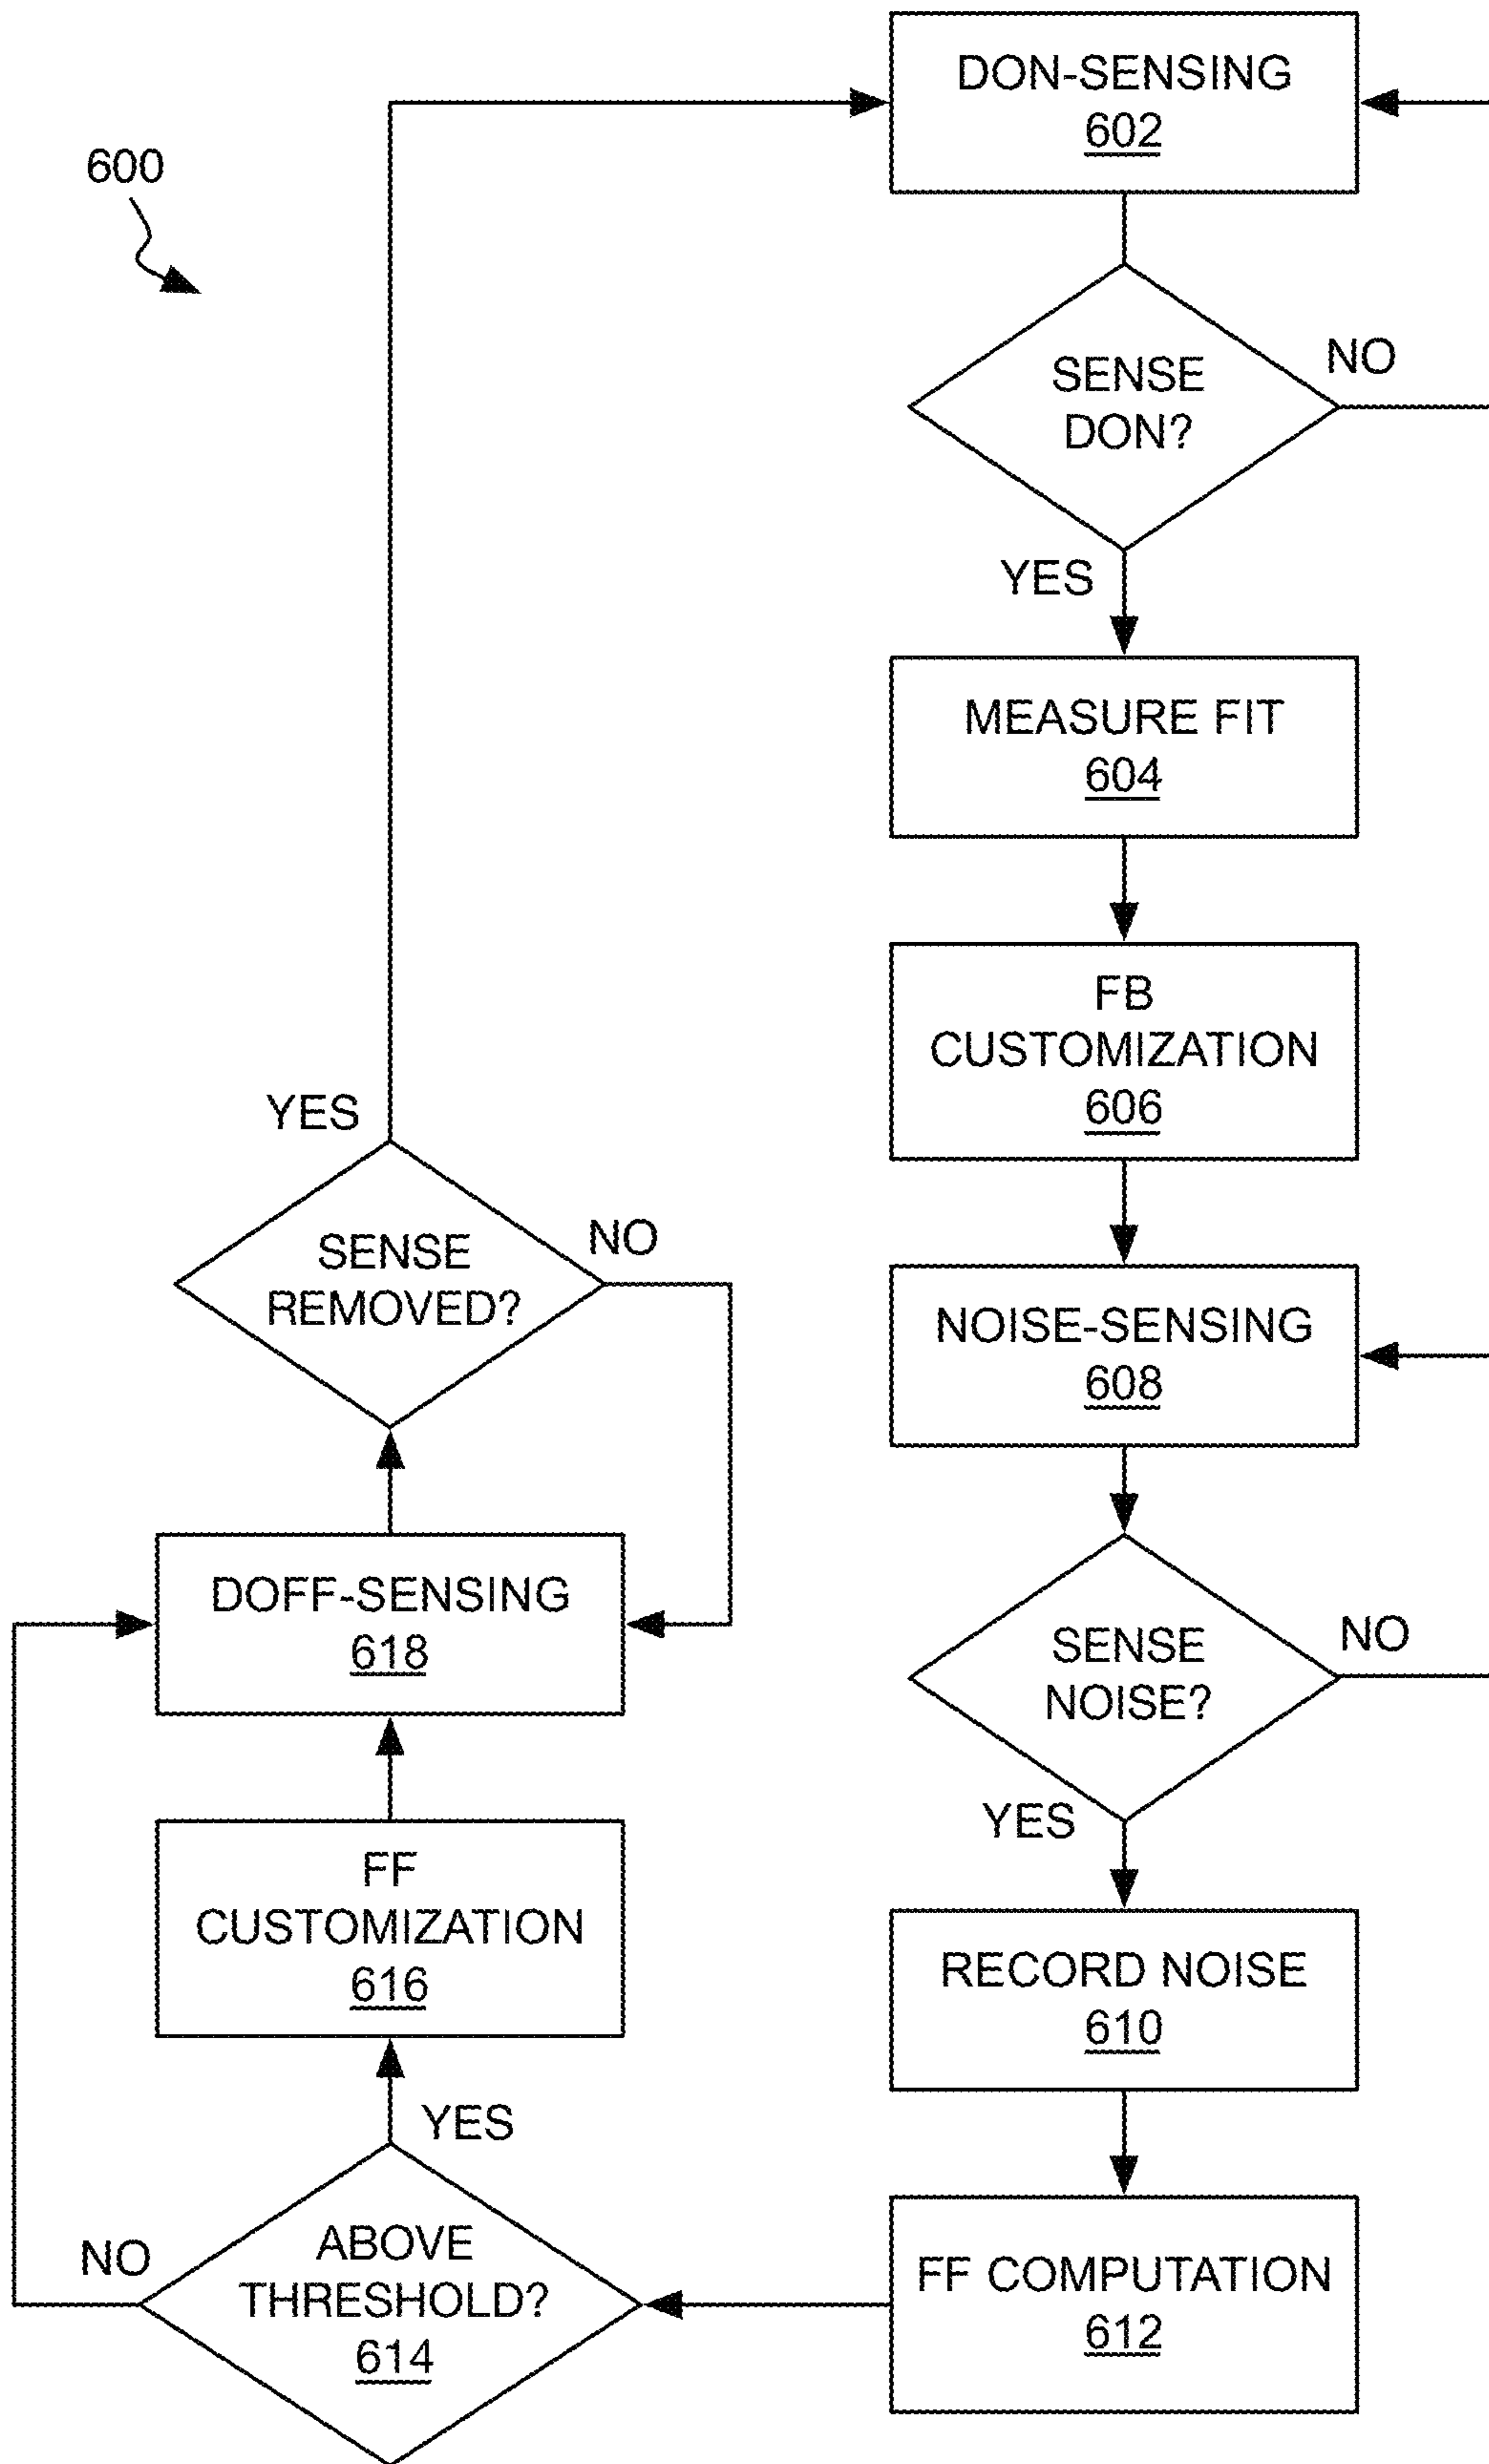 600
DON-SENSING
602
SENSE
DON?
NO
YES
MEASURE FIT
604
FB
CUSTOMIZATION
606
YES
SENSE
REMOVED?
NO
NOISE-SENSING
608
DOFF-SENSING
618
SENSE
NOISE?
NO
YES
FF
CUSTOMIZATION
616
RECORD NOISE
610
YES
NO
ABOVE
THRESHOLD?
614
FF COMPUTATION
612